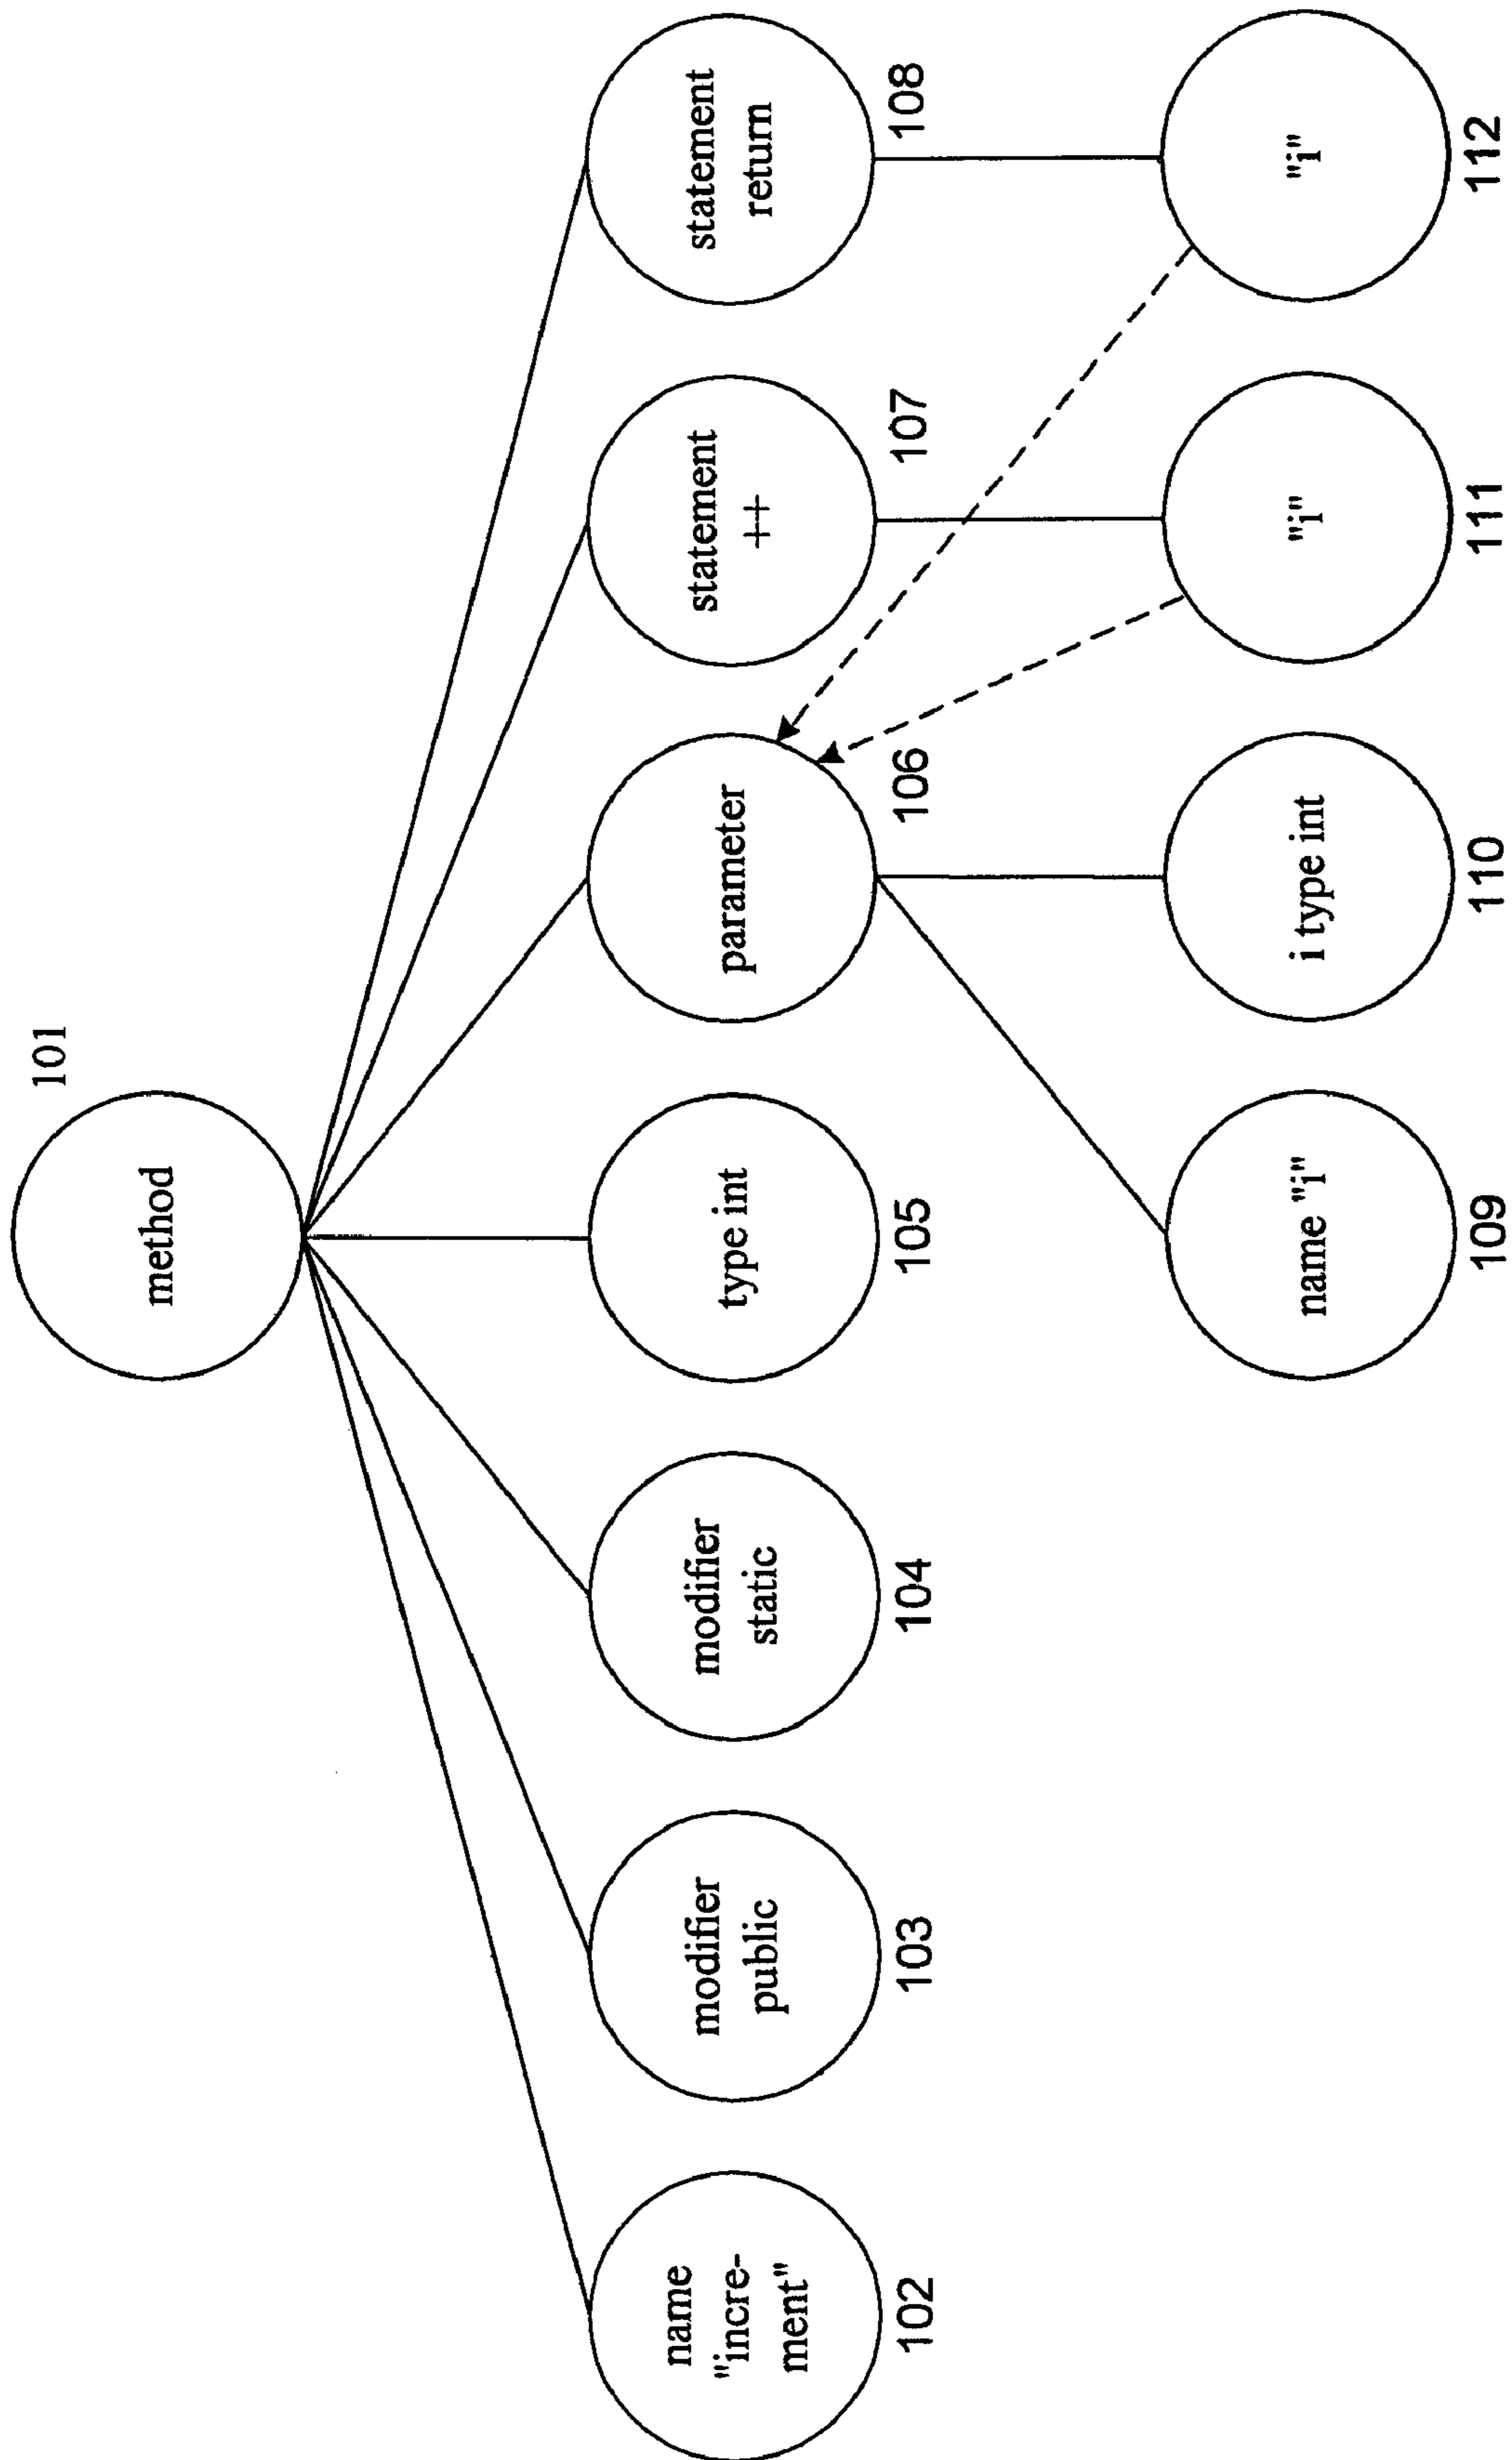 101
method
name
"incre-
ment"
102
modifier
public
103
modifier
static
104
type int
105
parameter
106
statement
++
107
statement
return
108
name "i"
109
i type int
110
"i"
111
"i"
112